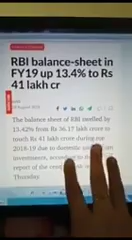 RBI balance-sheet in
FY19 up 13.4% to Rs
41 lakh cr
The balance sheet of RBI swelled by
13.42% from Rs 36.17 lakh crore to
reach Rs 41 lakh crore during
2018-19 due to domestic and
investments, according to
report of the central
Thursday